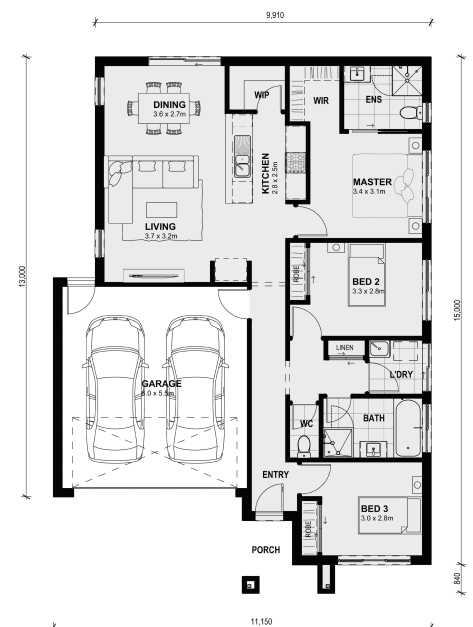 9,910
WIP
WIR
ENS
DINING
3.6 x 2.7m
KITCHEN
2.8 x 2.5m
MASTER
3.4 x 3.1m
LIVING
3.7 x 3.2m
13,000
15,000
ROBE
BED 2
3.3 x 2.8m
LINEN
L'DRY
GARAGE
6.0 x 5.5m
WC
BATH
ENTRY
BED 3
3.0 x 2.8m
ROBE
PORCH
840
11,150